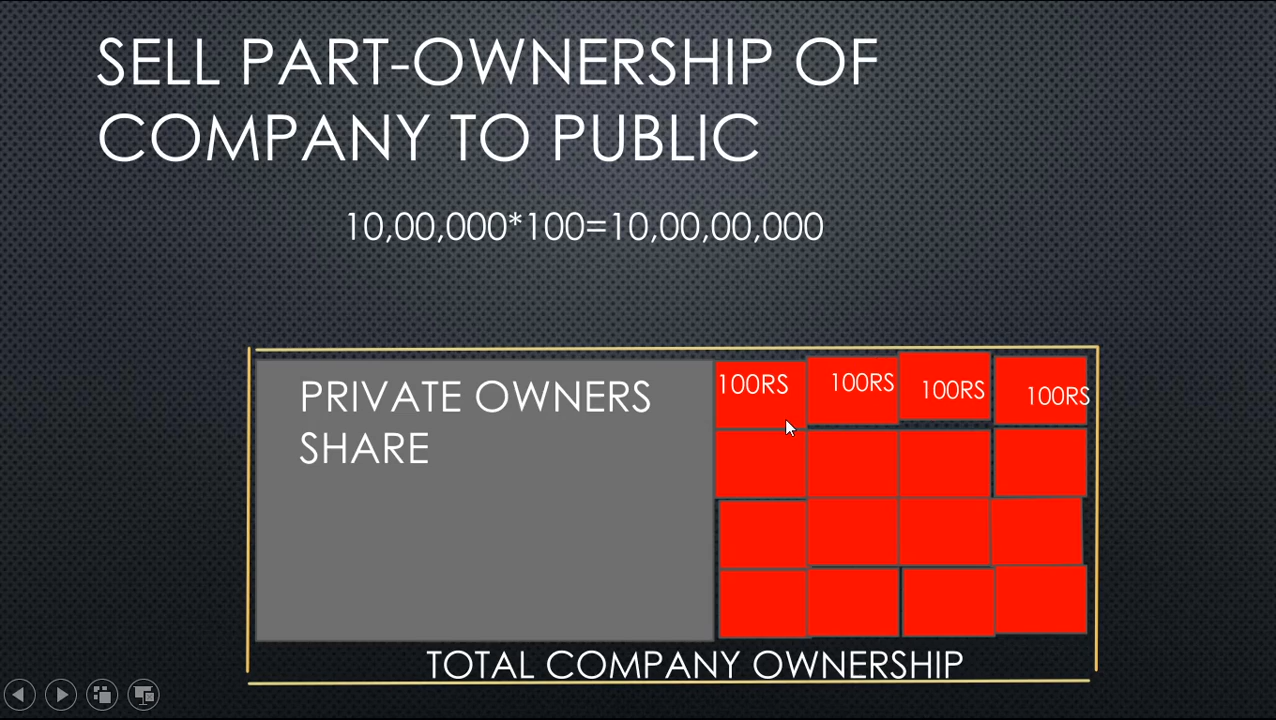 SELL PART-OWNERSHIP OF
COMPANY TO PUBLIC
10,00,000*100=10,00,00,000
PRIVATE OWNERS
SHARE
100RS
100RS
100RS
100RS
TOTAL COMPANY OWNERSHIP